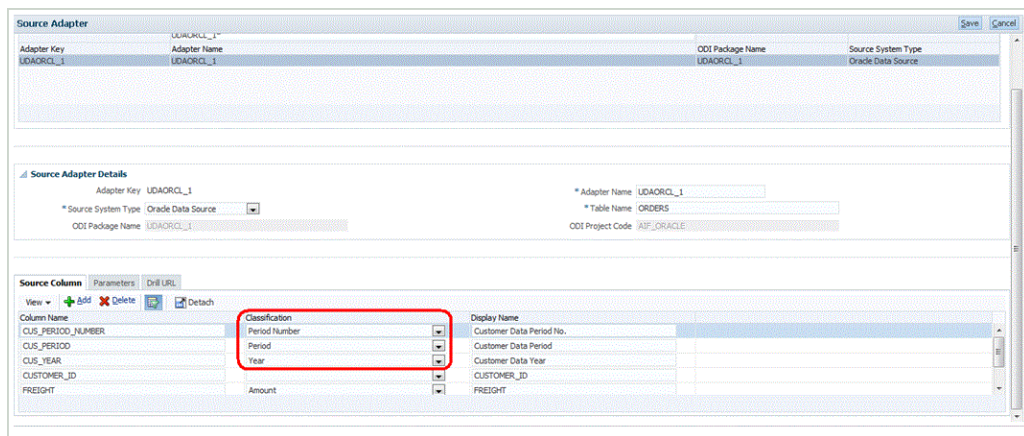 Source Adapter Save Cancel
UDAORCL_1*
Adapter Key Adapter Name ODI Package Name Source System Type
UDAORCL_1 UDAORCL_1 UDAORCL_1 Oracle Data Source
Source Adapter Details
Adapter Key UDAORCL_1 * Adapter Name UDAORCL_1
* Source System Type Oracle Data Source * Table Name ORDERS
ODI Package Name UDAORCL_1 ODI Project Code AIF_ORACLE
Source Column Parameters Drill URL
View Add Delete Detach
Column Name Classification Display Name
CUS_PERIOD_NUMBER Period Number Customer Data Period No.
CUS_PERIOD Period Customer Data Period
CUS_YEAR Year Customer Data Year
CUSTOMER_ID CUSTOMER_ID
FREIGHT Amount FREIGHT